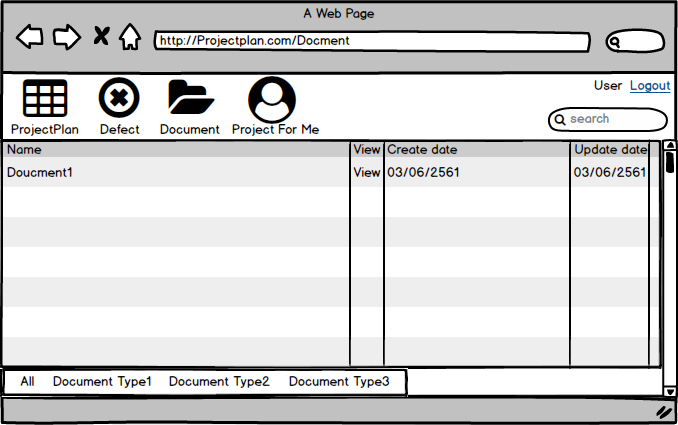 A Web Page
http://Projectplan.com/Docment
User Logout
ProjectPlan Defect Document Project For Me
search
Name View Create date Update date
Doucment1 View 03/06/2561 03/06/2561
All Document Type1 Document Type2 Document Type3